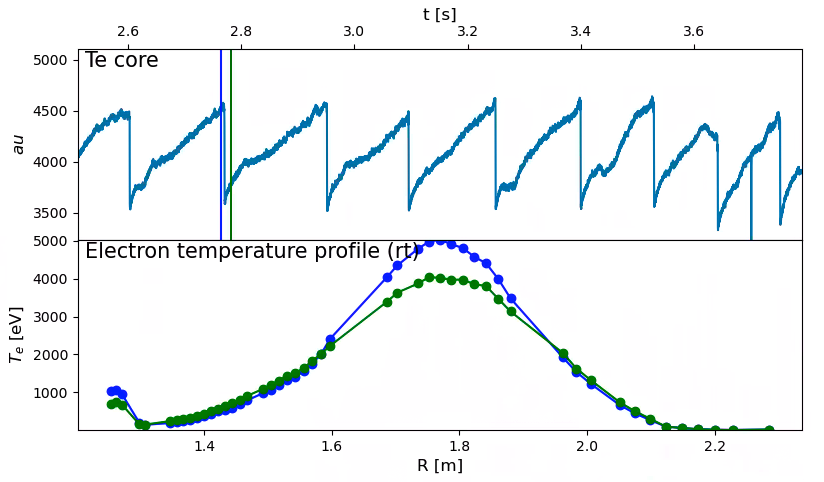 t [s]
2.6 2.8 3.0 3.2 3.4 3.6
Te core
5000
4500
4000
3500
au
Electron temperature profile (rt)
5000
4000
3000
2000
1000
Te [eV]
1.4 1.6 1.8 2.0 2.2
R [m]